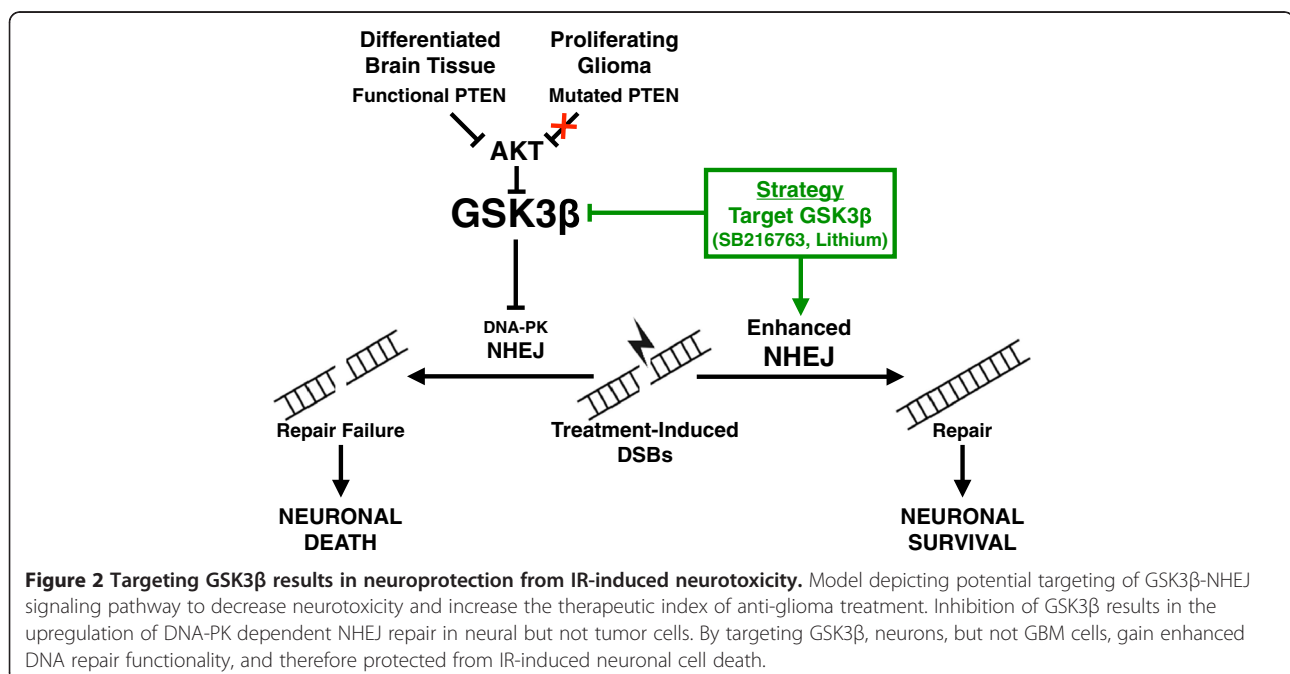 Differentiated
Brain Tissue
Functional PTEN
Proliferating
Glioma
Mutated PTEN
AKT
GSK3β
Strategy
Target GSK3β
(SB216763, Lithium)
DNA-PK
NHEJ
Enhanced
NHEJ
Repair Failure
Treatment-Induced
DSBs
Repair
NEURONAL
DEATH
NEURONAL
SURVIVAL
Figure 2 Targeting GSK3β results in neuroprotection from IR-induced neurotoxicity. Model depicting potential targeting of GSK3β-NHEJ
signaling pathway to decrease neurotoxicity and increase the therapeutic index of anti-glioma treatment. Inhibition of GSK3β results in the
upregulation of DNA-PK dependent NHEJ repair in neural but not tumor cells. By targeting GSK3β, neurons, but not GBM cells, gain enhanced
DNA repair functionality, and therefore protected from IR-induced neuronal cell death.